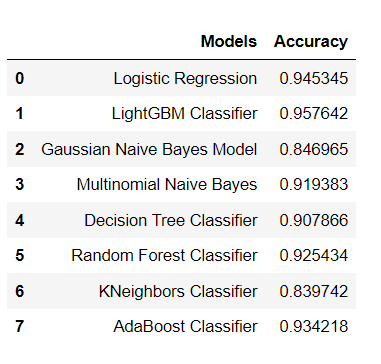 Models Accuracy
0 Logistic Regression 0.945345
1 LightGBM Classifier 0.957642
2 Gaussian Naive Bayes Model 0.846965
3 Multinomial Naive Bayes 0.919383
4 Decision Tree Classifier 0.907866
5 Random Forest Classifier 0.925434
6 KNeighbors Classifier 0.839742
7 AdaBoost Classifier 0.934218